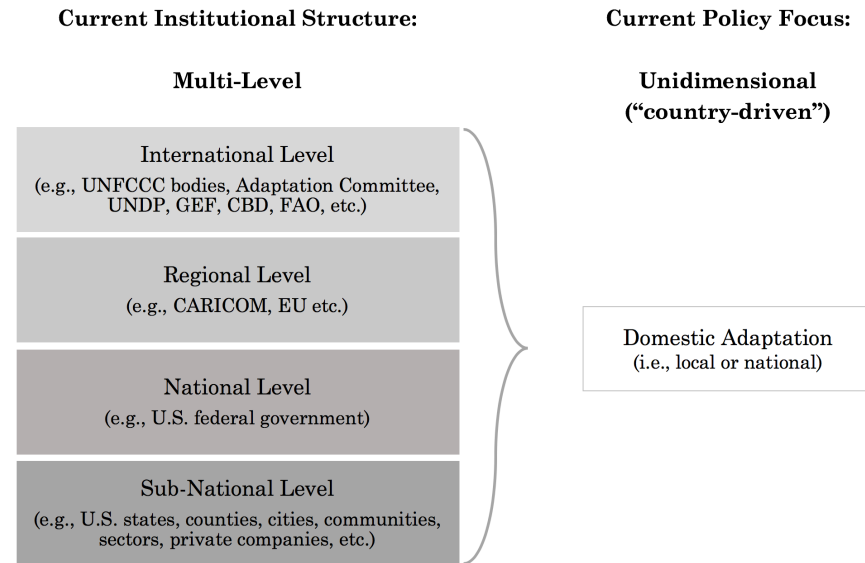 Current Institutional Structure:
Multi-Level
International Level
(e.g., UNFCCC bodies, Adaptation Committee,
UNDP, GEF, CBD, FAO, etc.)
Regional Level
(e.g., CARICOM, EU etc.)
National Level
(e.g., U.S. federal government)
Sub-National Level
(e.g., U.S. states, counties, cities, communities,
sectors, private companies, etc.)
Current Policy Focus:
Unidimensional
(“country-driven”)
Domestic Adaptation
(i.e., local or national)